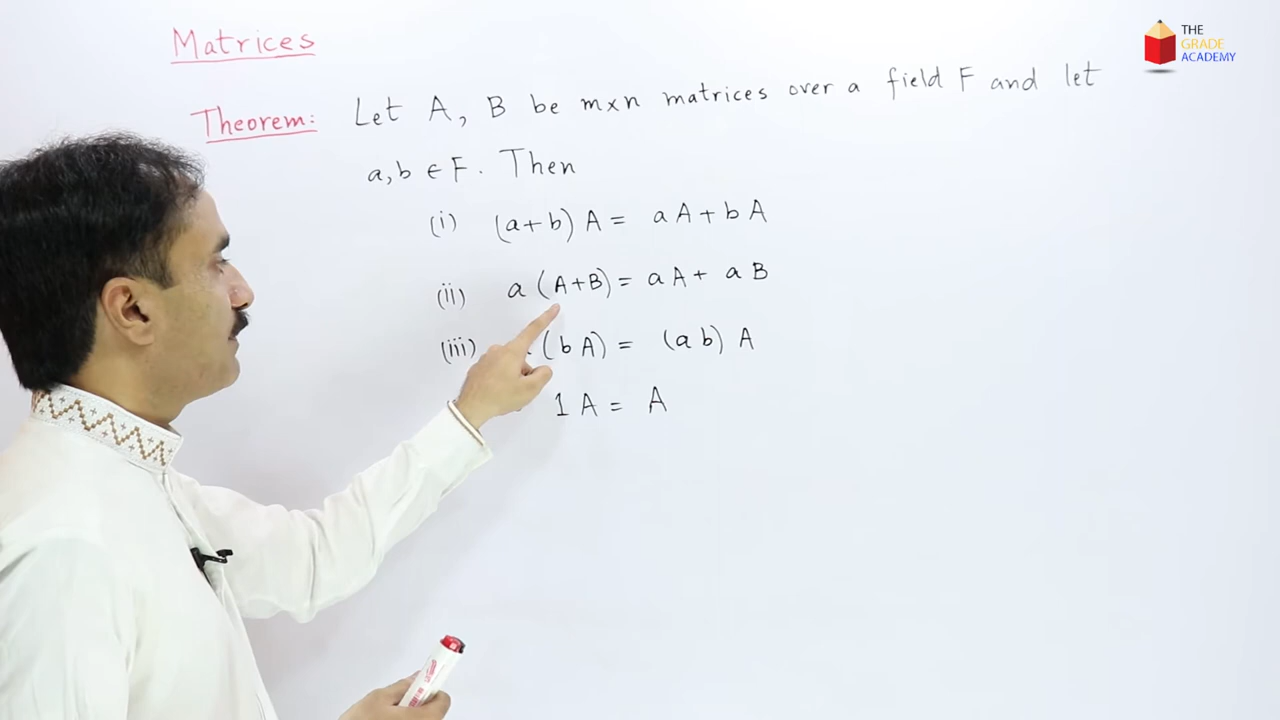 Matrices
THE
GRADE
ACADEMY
Theorem: Let A, B be m×n matrices over a field F and let
a,b ∈ F. Then
(i) (a+b) A = aA + bA
(ii) a (A+B) = aA + aB
(iii) (bA) = (ab) A
1A = A